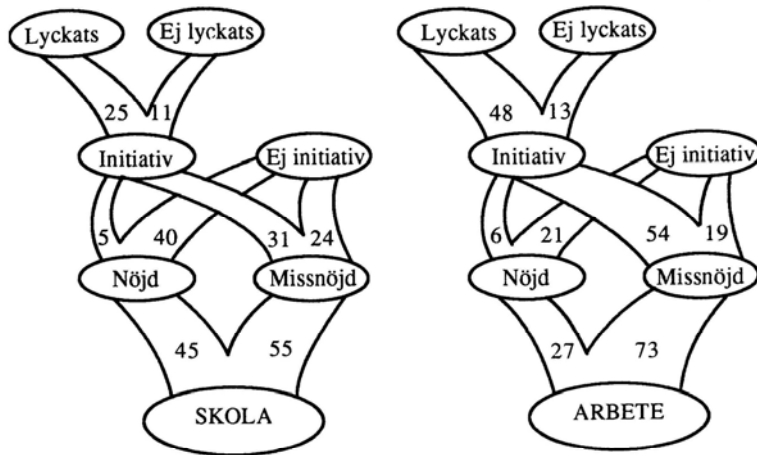 Lyckats Ej lyckats
25 11
Initiativ Ej initiativ
5 40 31 24
Nöjd Missnöjd
45 55
SKOLA
Lyckats Ej lyckats
48 13
Initiativ Ej initiativ
6 21 54 19
Nöjd Missnöjd
27 73
ARBETE